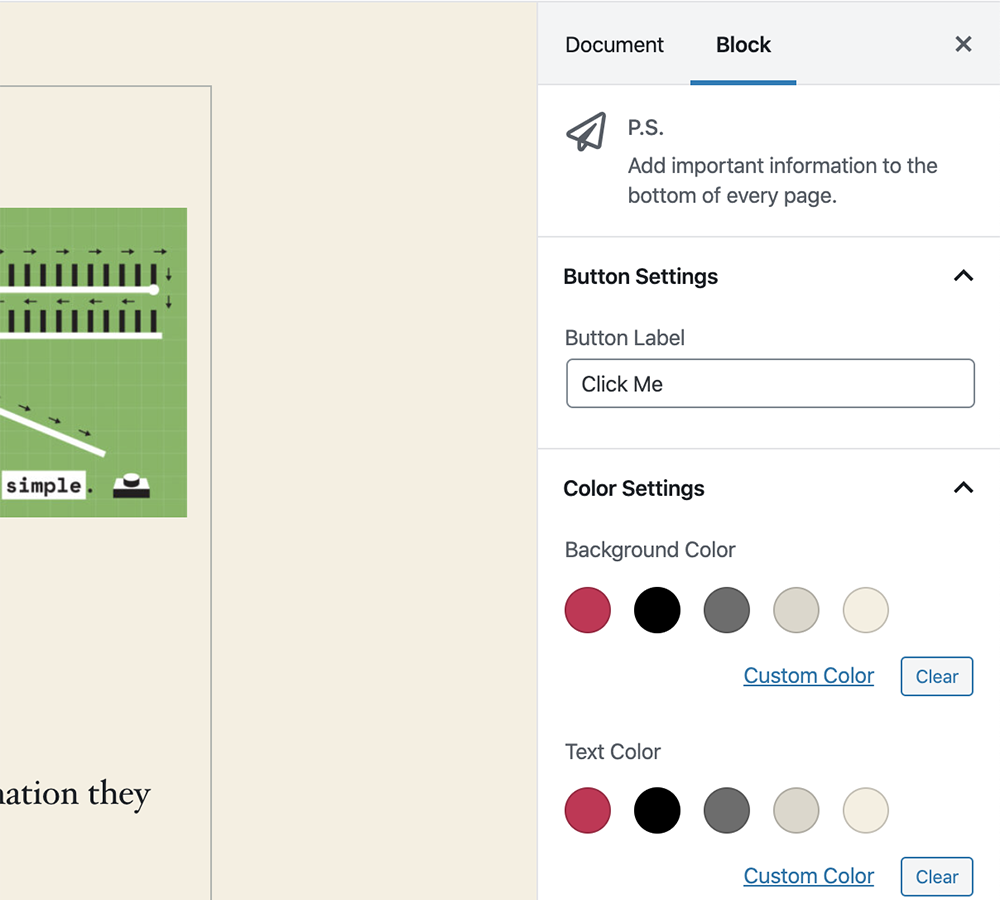 Document
Block
P.S.
Add important information to the
bottom of every page.
Button Settings
Button Label
Click Me
Color Settings
Background Color
Custom Color
Clear
Text Color
Custom Color
Clear
simple.
they